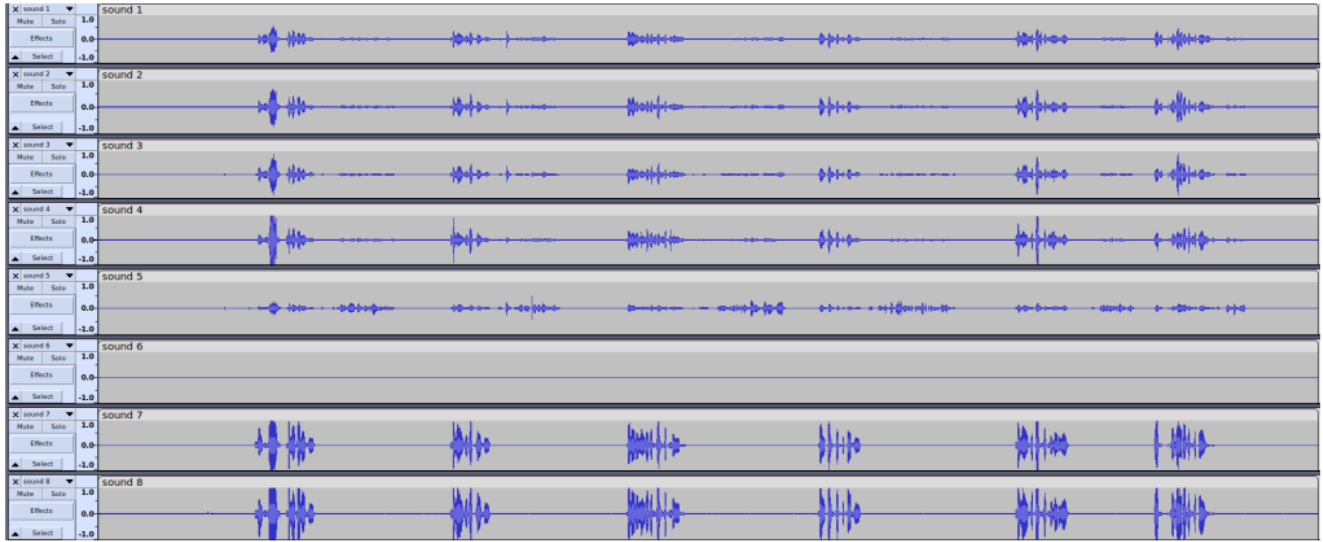 × sound 1 ▼ sound 1
Mute Solo 1.0
Effects 0.0
▲ Select -1.0
× sound 2 ▼ sound 2
Mute Solo 1.0
Effects 0.0
▲ Select -1.0
× sound 3 ▼ sound 3
Mute Solo 1.0
Effects 0.0
▲ Select -1.0
× sound 4 ▼ sound 4
Mute Solo 1.0
Effects 0.0
▲ Select -1.0
× sound 5 ▼ sound 5
Mute Solo 1.0
Effects 0.0
▲ Select -1.0
× sound 6 ▼ sound 6
Mute Solo 1.0
Effects 0.0
▲ Select -1.0
× sound 7 ▼ sound 7
Mute Solo 1.0
Effects 0.0
▲ Select -1.0
× sound 8 ▼ sound 8
Mute Solo 1.0
Effects 0.0
▲ Select -1.0